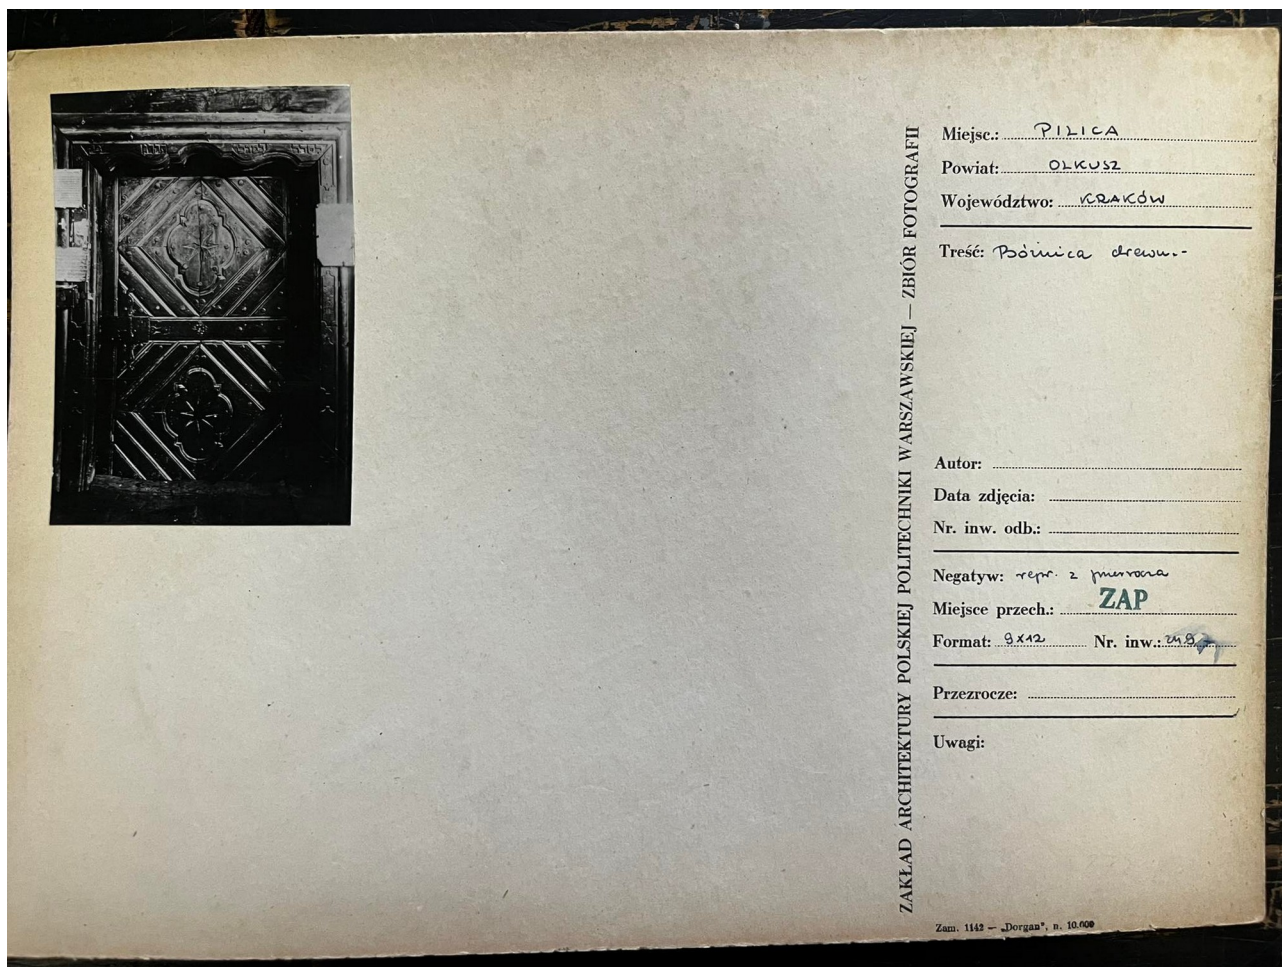 Miejsc.: PILICA
Powiat: OLKUSZ
Województwo: KRAKÓW
Treść: Bóżnica drewn.-
Autor:
Data zdjęcia:
Nr. inw. odb.:
Negatyw: repr. z
Miejsce przech.: ZAP
Format: 9x12 Nr. inw.:
Przezrocze:
Uwagi:
ZAKŁAD ARCHITEKTURY POLSKIEJ POLITECHNIKI WARSZAWSKIEJ — ZBIÓR FOTOGRAFII
Zam. 1142 — „Dorgan", n. 10.000